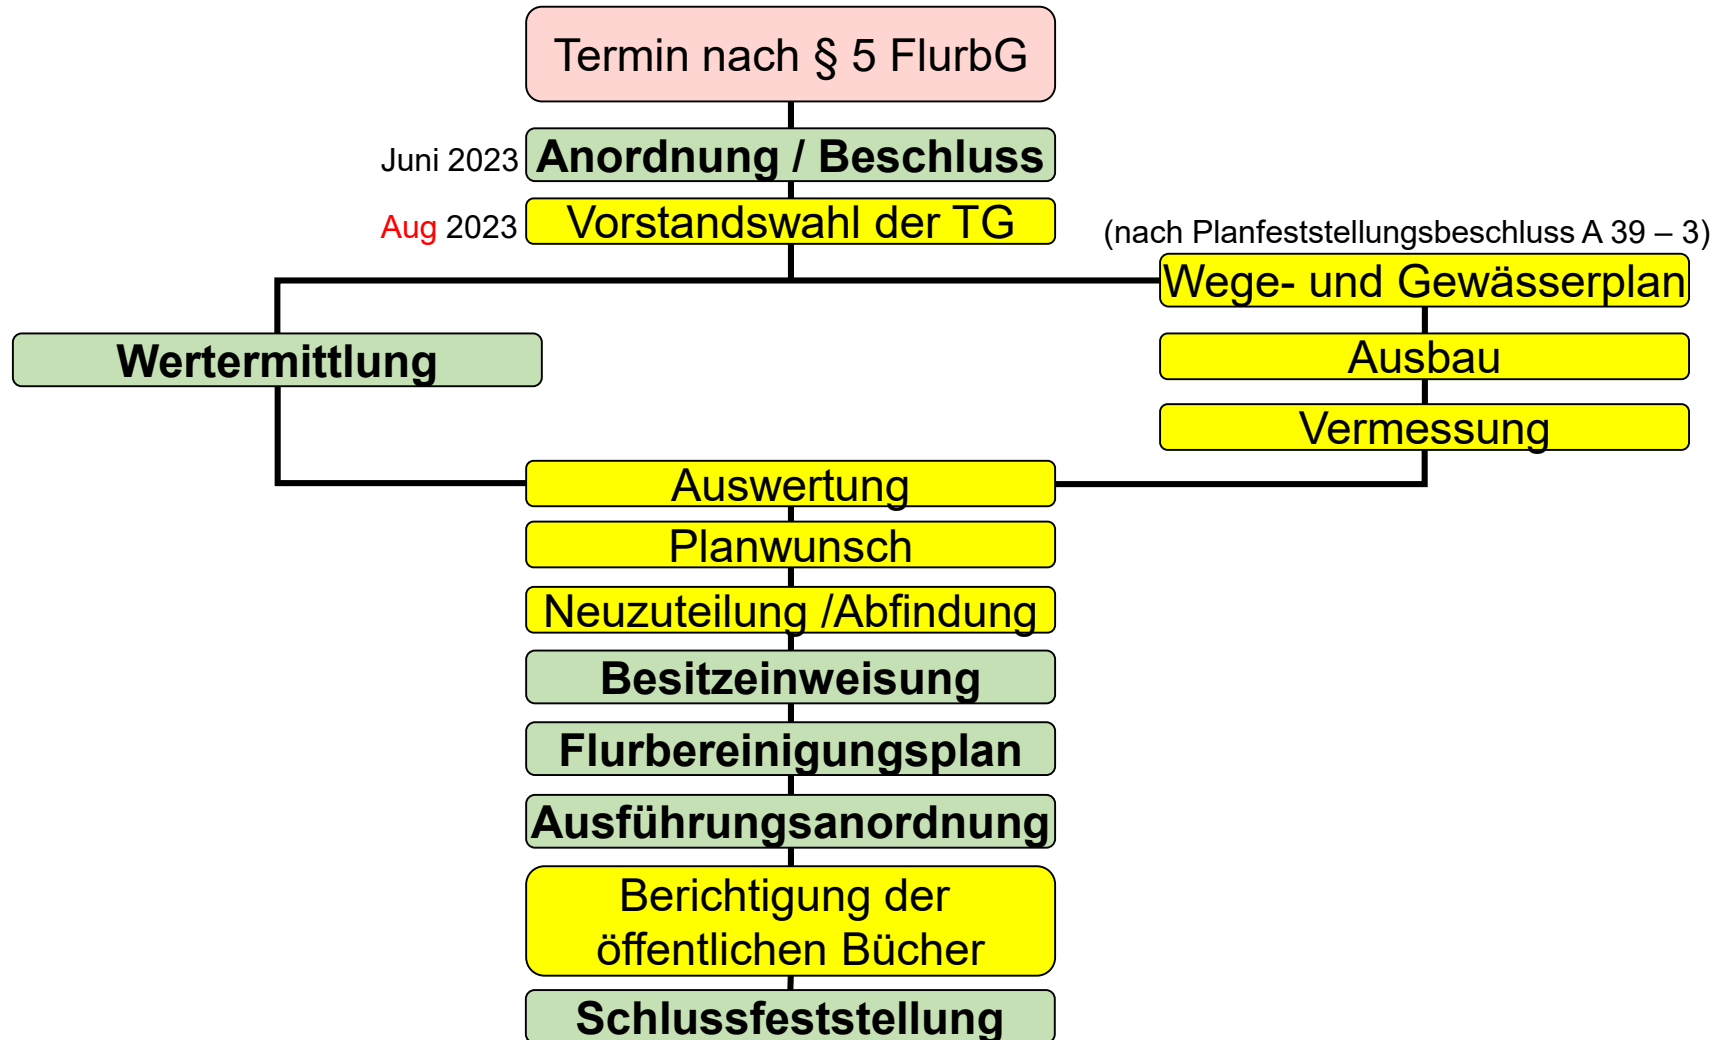 Termin nach § 5 FlurbG
Juni 2023
Anordnung / Beschluss
Aug 2023
Vorstandswahl der TG
(nach Planfeststellungsbeschluss A 39 – 3)
Wege- und Gewässerplan
Wertermittlung
Ausbau
Vermessung
Auswertung
Planwunsch
Neuzuteilung /Abfindung
Besitzeinweisung
Flurbereinigungsplan
Ausführungsanordnung
Berichtigung der
öffentlichen Bücher
Schlussfeststellung